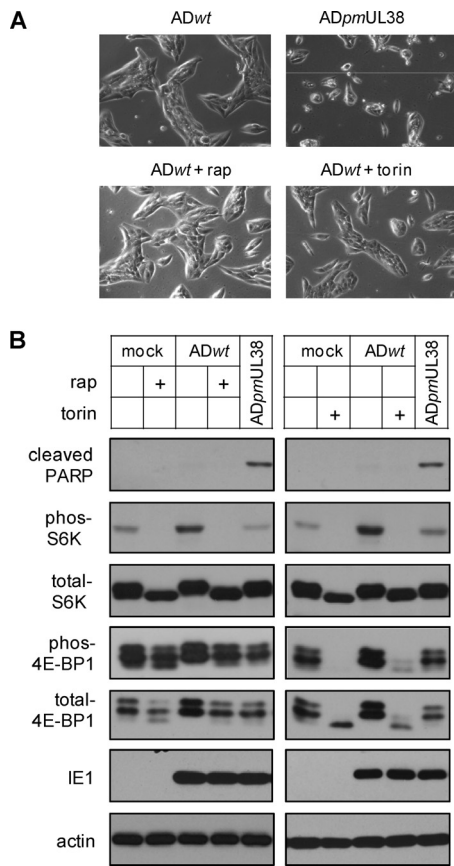 A
ADwt ADpmUL38
ADwt + rap ADwt + torin
B
mock ADwt ADpmUL38 mock ADwt ADpmUL38
rap + +
torin + +
cleaved
PARP
phos-
S6K
total-
S6K
phos-
4E-BP1
total-
4E-BP1
IE1
actin